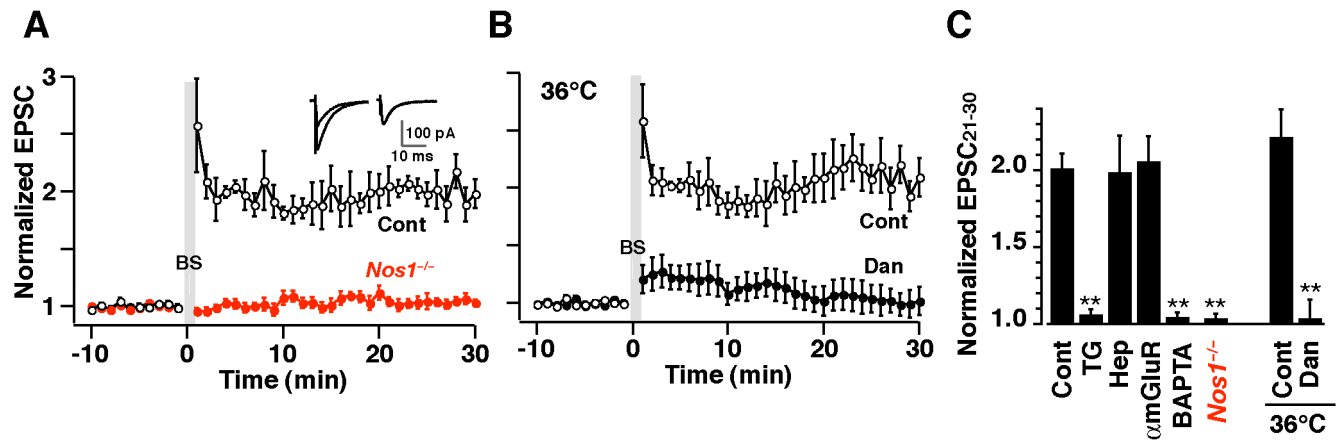 A
Normalized EPSC
3
2
1
BS
100 pA
10 ms
Cont
Nos1⁻/⁻
-10
0
10
20
30
Time (min)
B
36°C
BS
Cont
Dan
-10
0
10
20
30
Time (min)
C
Normalized EPSC21-30
2.0
1.5
1.0
**
**
**
**
Cont
TG
Hep
αmGluR
BAPTA
Nos1⁻/⁻
Cont
Dan
36°C